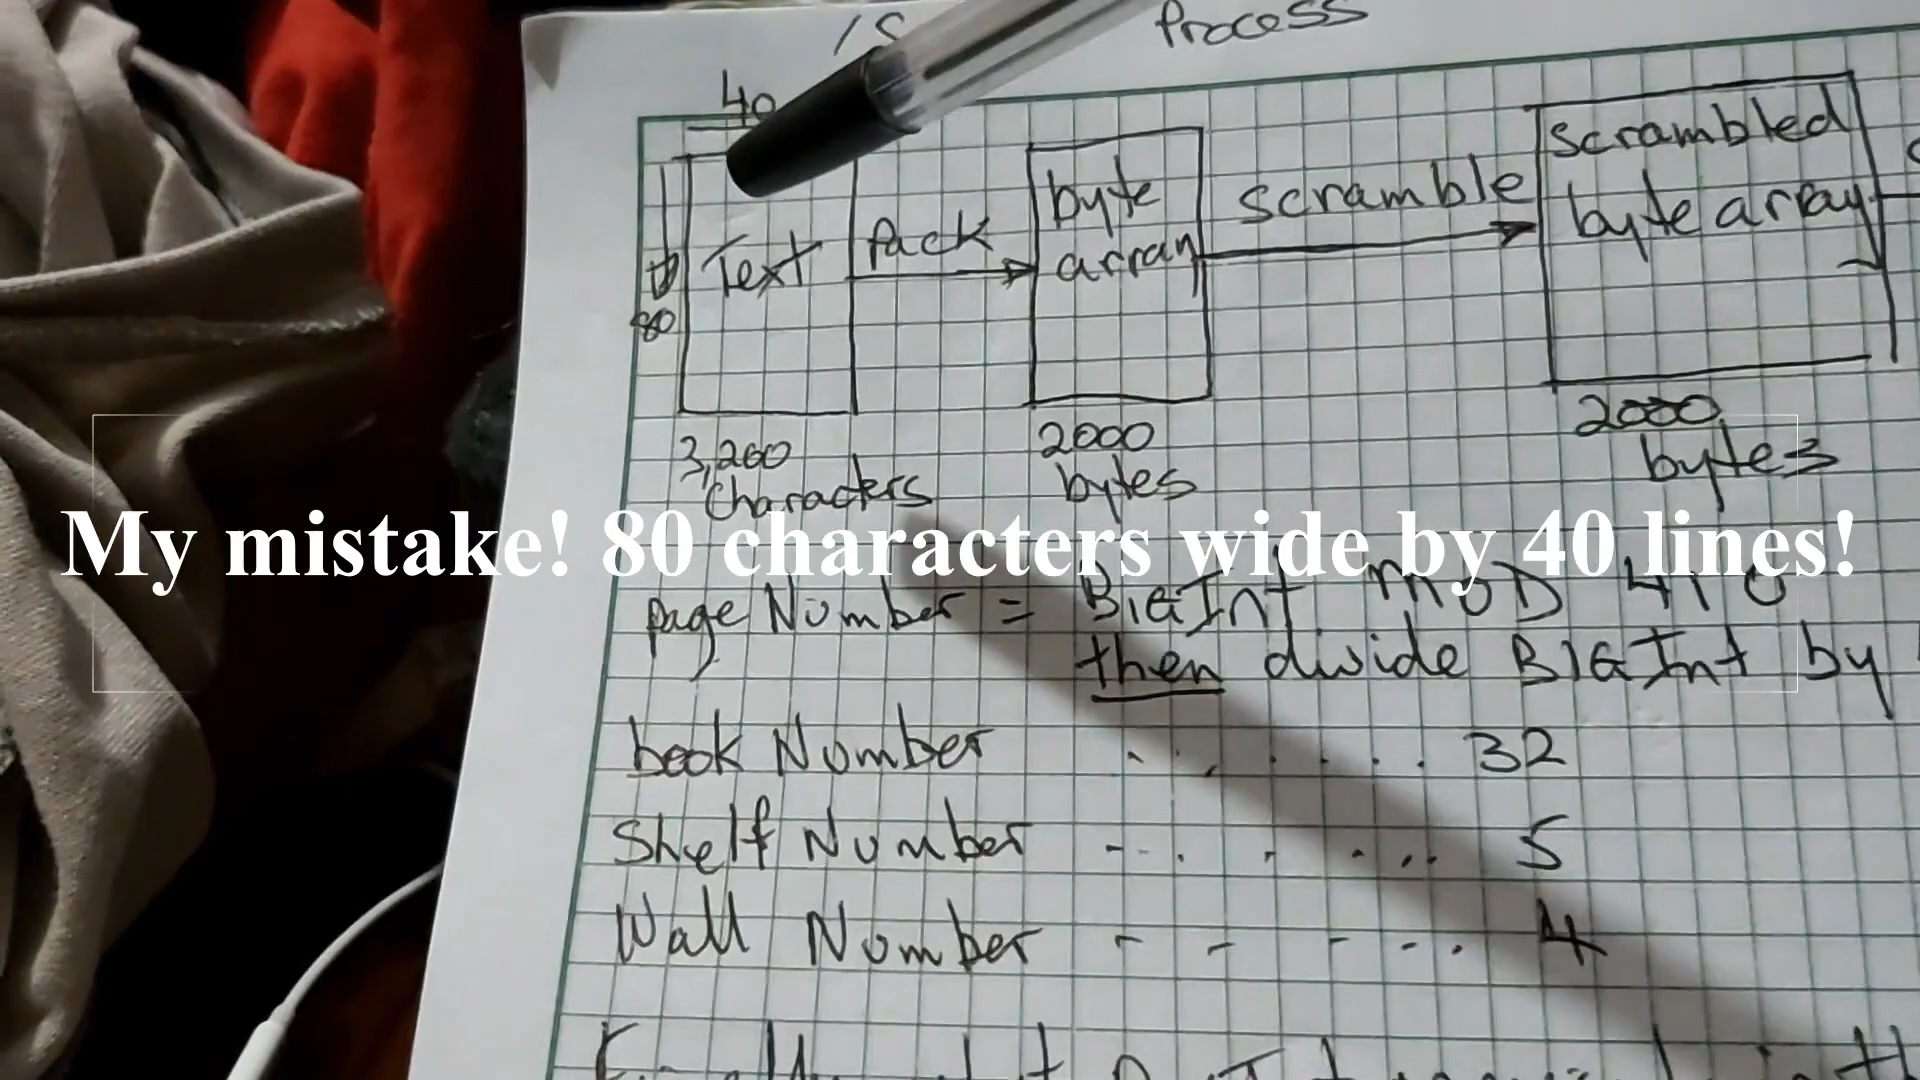 Process
40
scrambled
byte
scramble
byte array
Pack
Text
array
80
3,200
2000
2000
characters
bytes
bytes
My mistake! 80 characters wide by 40 lines!
page Number = BIGInt MOD 410
then divide BIGInt by
book Number . . . . . . 32
Shelf Number - - . . . . . 5
Wall Number - - - - - . 4